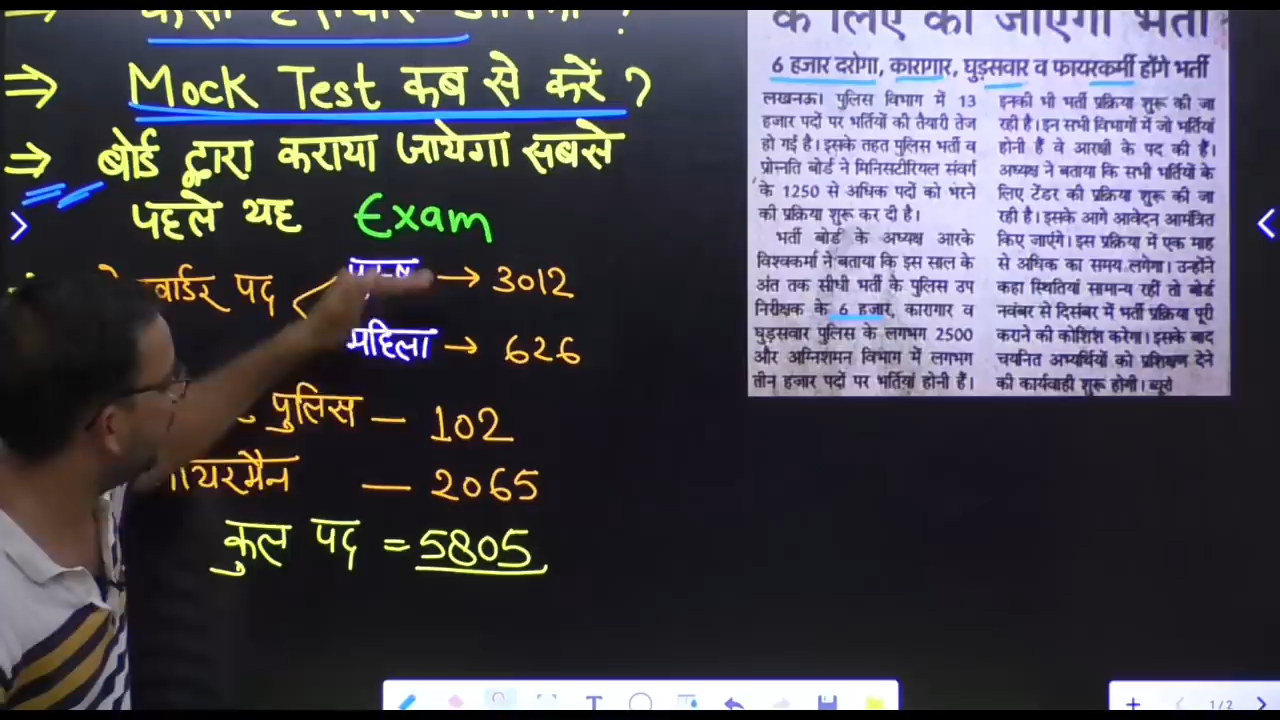 ⇒ Mock Test कब से करें ?
⇒ बोर्ड द्वारा कराया जायेगा सबसे
पहले यह Exam
वार्डर पद
→ 3012
महिला → 626
पुलिस – 102
– 2065
कुल पद = 5805
के लिए की जाएगी भर्ती
6 हजार दरोगा, कारागार, घुड़सवार व फायरकर्मी होंगे भर्ती
लखनऊ। पुलिस विभाग में 13
हजार पदों पर भर्तियों की तैयारी तेज
हो गई है। इसके तहत पुलिस भर्ती व
प्रोन्नति बोर्ड ने मिनिस्टीरियल संवर्ग
के 1250 से अधिक पदों को भरने
की प्रक्रिया शुरू कर दी है।
भर्ती बोर्ड के अध्यक्ष आरके
विश्वकर्मा ने बताया कि इस साल के
अंत तक सीधी भर्ती के पुलिस उप
निरीक्षक के 6 हजार, कारागार व
घुड़सवार पुलिस के लगभग 2500
और अग्निशमन विभाग में लगभग
तीन हजार पदों पर भर्तियां होनी हैं।
इनकी भी भर्ती प्रक्रिया शुरू की जा
रही है। इन सभी विभागों में जो भर्तियां
होनी हैं वे आरक्षी के पद की हैं।
अध्यक्ष ने बताया कि सभी भर्तियों के
लिए टेंडर की प्रक्रिया शुरू की जा
रही है। इसके आगे आवेदन आमंत्रित
किए जाएंगे। इस प्रक्रिया में एक माह
से अधिक का समय लगेगा। उन्होंने
कहा स्थितियां सामान्य रहीं तो बोर्ड
नवंबर से दिसंबर में भर्ती प्रक्रिया पूरी
कराने की कोशिश करेगा। इसके बाद
चयनित अभ्यर्थियों को प्रशिक्षण देने
की कार्यवाही शुरू होगी। ब्यूरो
1/2